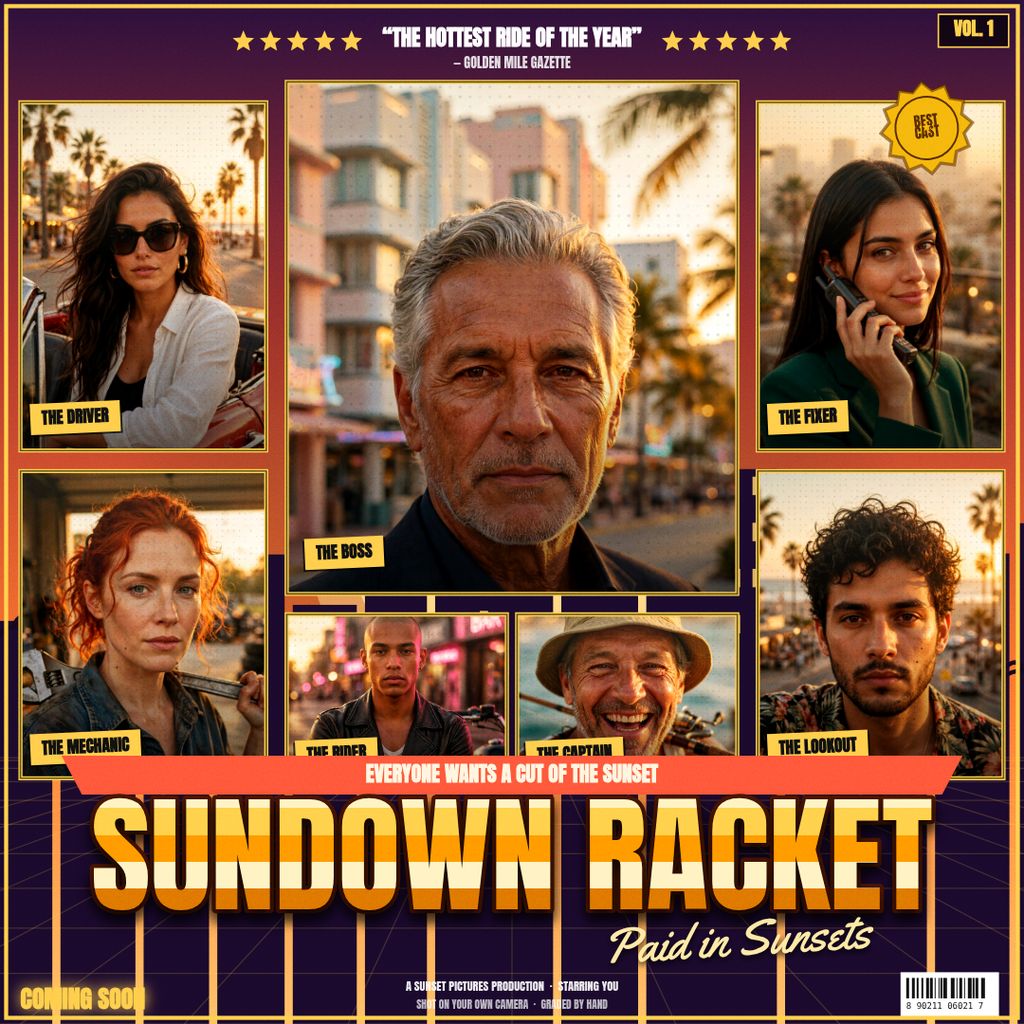 "THE HOTTEST RIDE OF THE YEAR"
– GOLDEN MILE GAZETTE
VOL. 1
BEST
CAST
THE DRIVER
THE BOSS
THE FIXER
THE MECHANIC
THE RIDER
THE CAPTAIN
THE LOOKOUT
EVERYONE WANTS A CUT OF THE SUNSET
SUNDOWN RACKET
Paid in Sunsets
COMING SOON
A SUNSET PICTURES PRODUCTION · STARRING YOU
SHOT ON YOUR OWN CAMERA · GRADED BY HAND
8 90211 06021 7